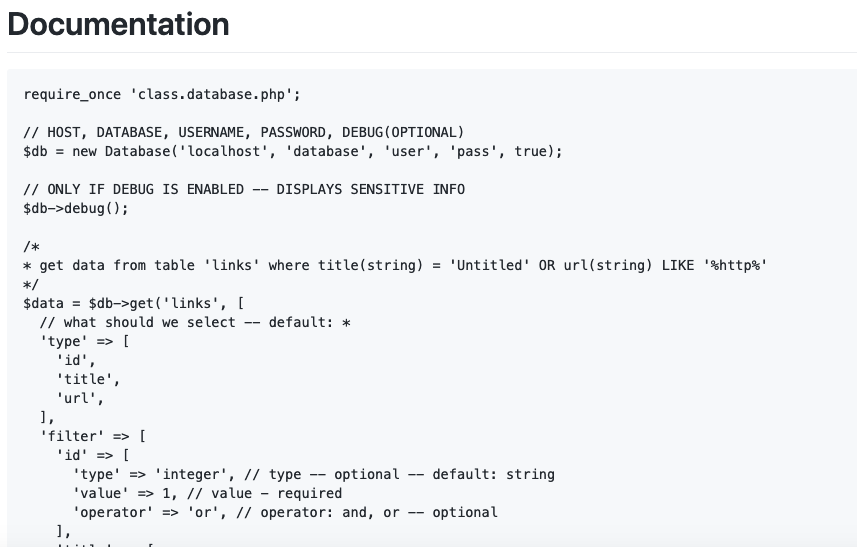 Documentation
require_once 'class.database.php';
// HOST, DATABASE, USERNAME, PASSWORD, DEBUG(OPTIONAL)
$db = new Database('localhost', 'database', 'user', 'pass', true);
// ONLY IF DEBUG IS ENABLED -- DISPLAYS SENSITIVE INFO
$db->debug();
/*
* get data from table 'links' where title(string) = 'Untitled' OR url(string) LIKE '%http%'
*/
$data = $db->get('links', [
  // what should we select -- default: *
  'type' => [
    'id',
    'title',
    'url',
  ],
  'filter' => [
    'id' => [
      'type' => 'integer', // type -- optional -- default: string
      'value' => 1, // value - required
      'operator' => 'or', // operator: and, or -- optional
    ],